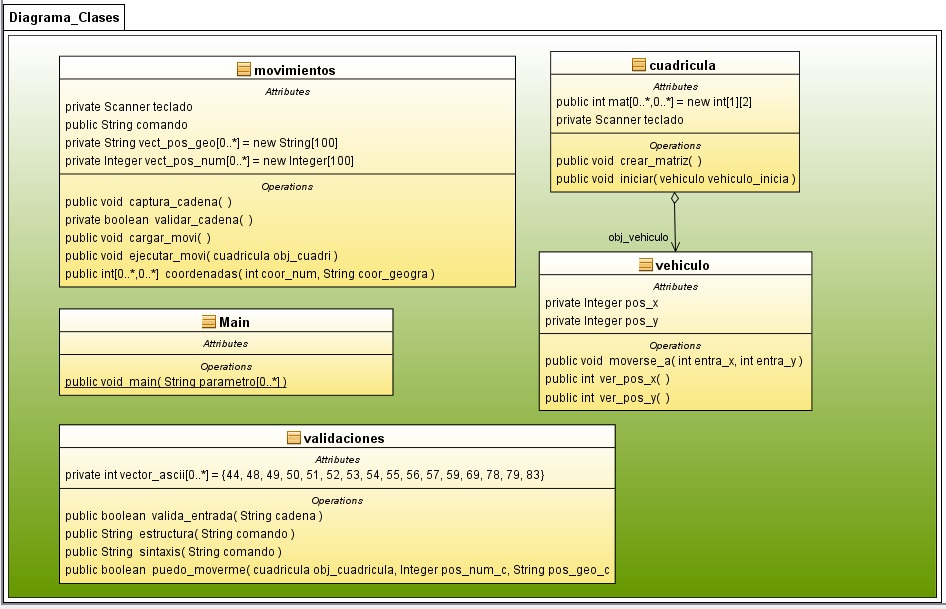 Diagrama_Clases
movimientos
Attributes
private Scanner teclado
public String comando
private String vect_pos_geo[0..*] = new String[100]
private Integer vect_pos_num[0..*] = new Integer[100]
Operations
public void captura_cadena( )
private boolean validar_cadena( )
public void cargar_movi( )
public void ejecutar_movi( cuadricula obj_cuadri )
public int[0..*,0..*] coordenadas( int coor_num, String coor_geogra )
cuadricula
Attributes
public int mat[0..*,0..*] = new int[1][2]
private Scanner teclado
Operations
public void crear_matriz( )
public void iniciar( vehiculo vehiculo_inicia )
obj_vehiculo
vehiculo
Attributes
private Integer pos_x
private Integer pos_y
Operations
public void moverse_a( int entra_x, int entra_y )
public int ver_pos_x( )
public int ver_pos_y( )
Main
Attributes
Operations
public void main( String parametro[0..*] )
validaciones
Attributes
private int vector_ascii[0..*] = {44, 48, 49, 50, 51, 52, 53, 54, 55, 56, 57, 59, 69, 78, 79, 83}
Operations
public boolean valida_entrada( String cadena )
public String estructura( String comando )
public String sintaxis( String comando )
public boolean puedo_moverme( cuadricula obj_cuadricula, Integer pos_num_c, String pos_geo_c